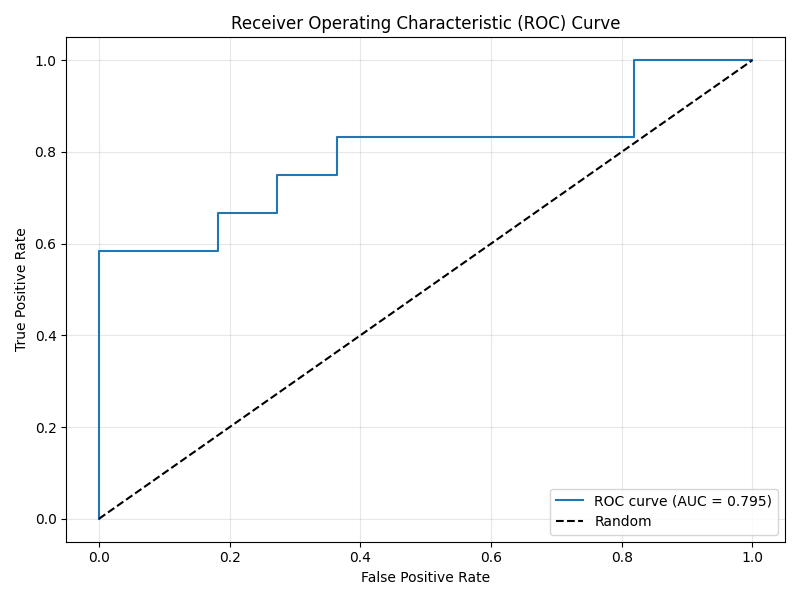 Receiver Operating Characteristic (ROC) Curve
True Positive Rate
1.0
0.8
0.6
0.4
0.2
0.0
0.0 0.2 0.4 0.6 0.8 1.0
False Positive Rate
ROC curve (AUC = 0.795)
Random